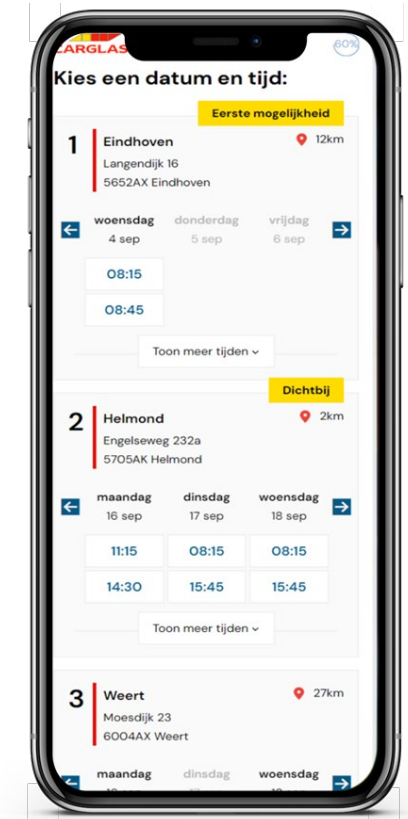 CARGLAS
60%
Kies een datum en tijd:
Eerste mogelijkheid
1 Eindhoven 12km
Langendijk 16
5652AX Eindhoven
woensdag donderdag vrijdag
4 sep 5 sep 6 sep
08:15
08:45
Toon meer tijden
Dichtbij
2 Helmond 2km
Engelseweg 232a
5705AK Helmond
maandag dinsdag woensdag
16 sep 17 sep 18 sep
11:15 08:15 08:15
14:30 15:45 15:45
Toon meer tijden
3 Weert 27km
Moesdijk 23
6004AX Weert
maandag dinsdag woensdag